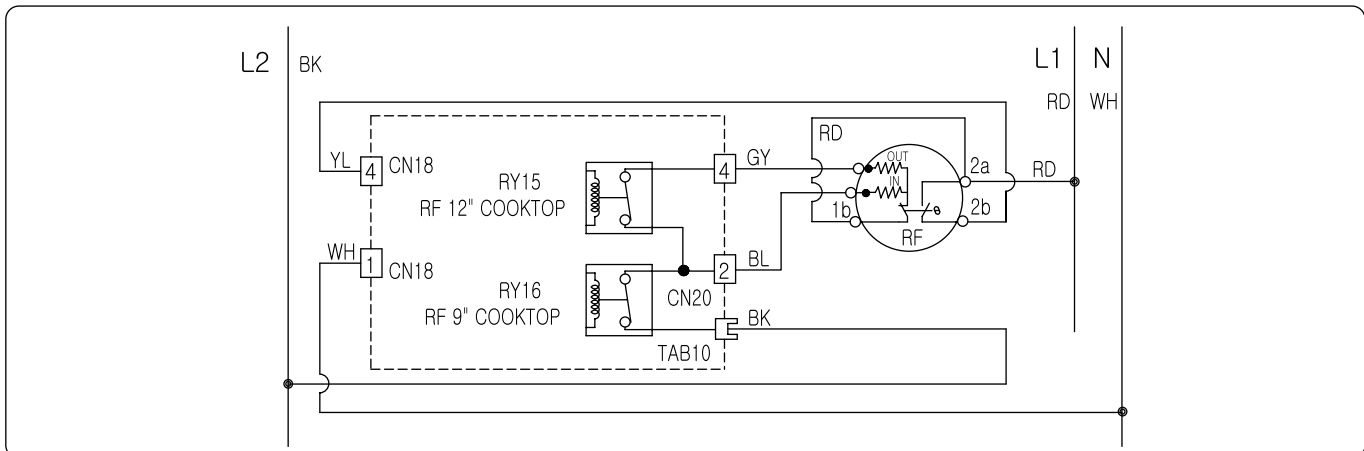 L2 BK L1 N
RD WH
RD
YL 4 CN18 4 GY OUT 2a RD
RY15
RF 12" COOKTOP IN
1b θ 2b
RF
WH 1 CN18 2 BL
RY16 CN20
RF 9" COOKTOP BK
TAB10